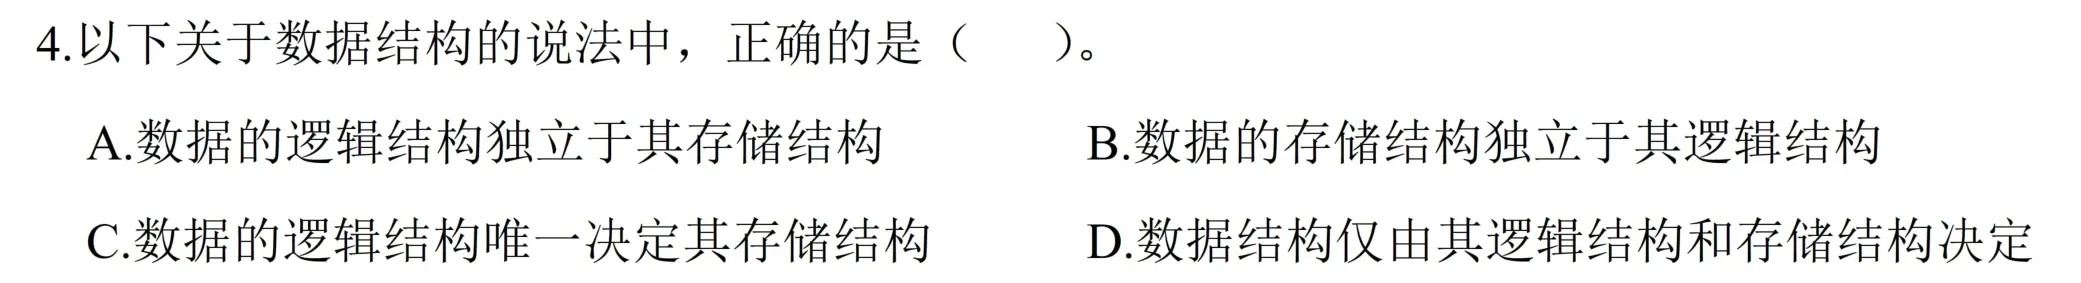 4.以下关于数据结构的说法中，正确的是（　　）。
A.数据的逻辑结构独立于其存储结构　　B.数据的存储结构独立于其逻辑结构
C.数据的逻辑结构唯一决定其存储结构　　D.数据结构仅由其逻辑结构和存储结构决定